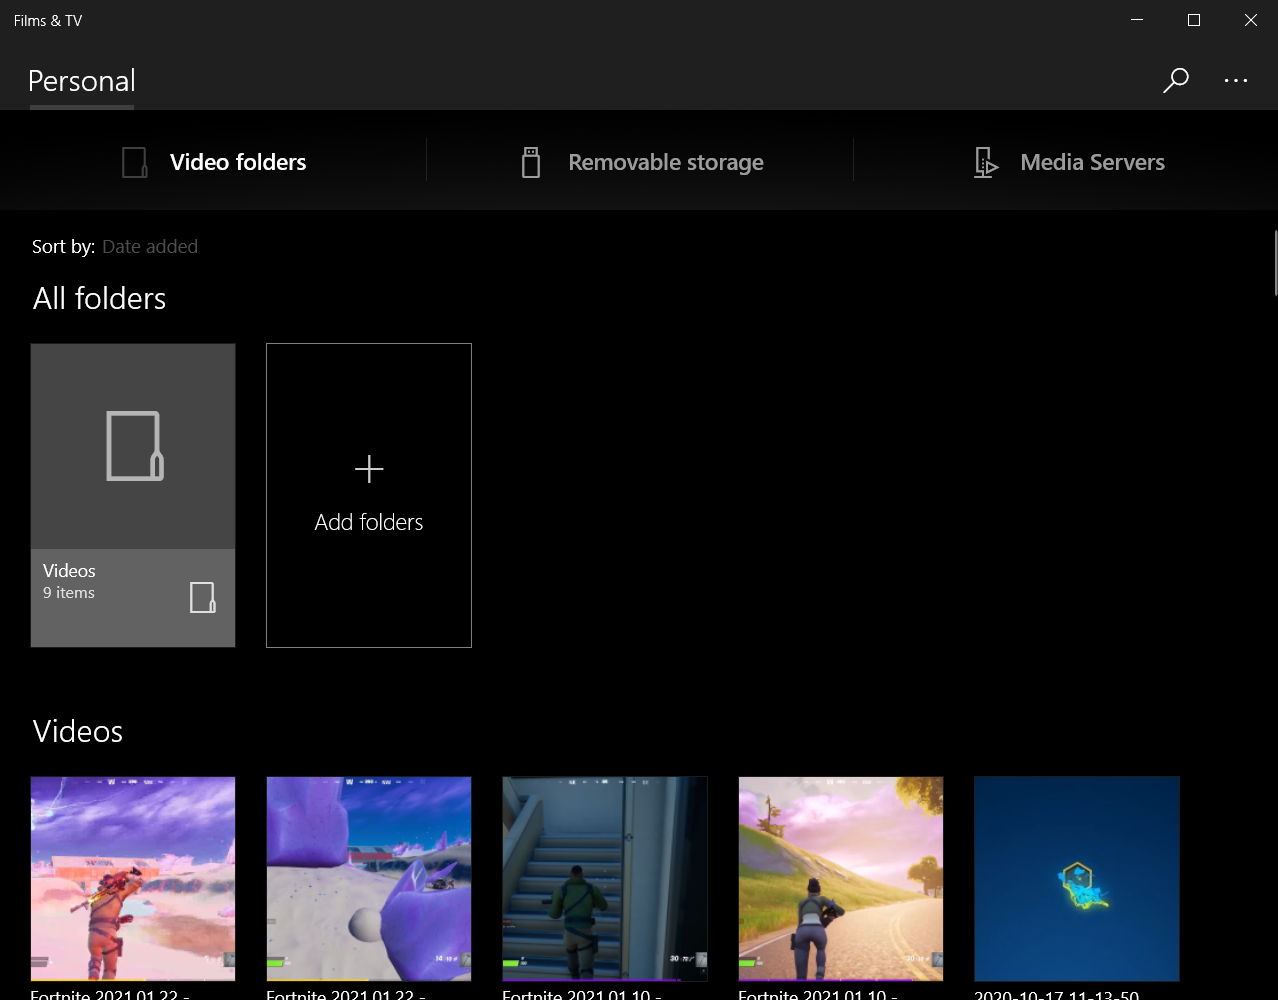 Films & TV
Personal
Video folders
Removable storage
Media Servers
Sort by: Date added
All folders
Videos
9 items
Add folders
Videos
Fortnite 2021.01.22 -
Fortnite 2021.01.22 -
Fortnite 2021.01.10 -
Fortnite 2021.01.10 -
2020-10-17 11-13-50